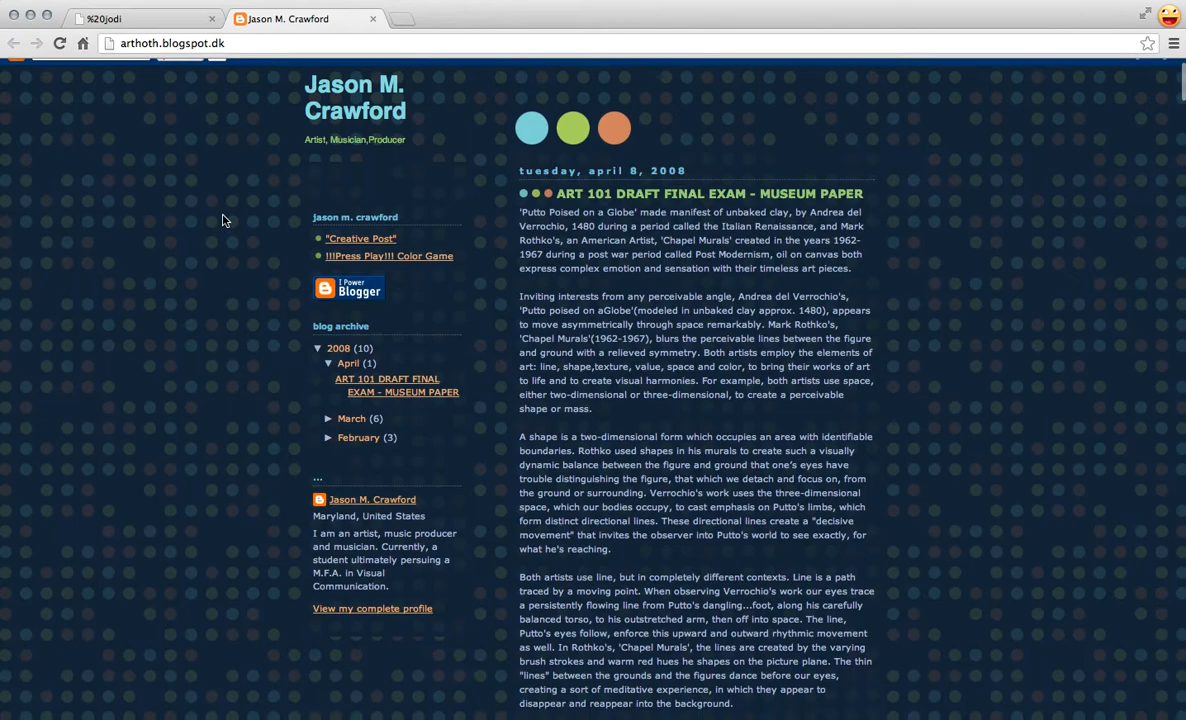 %20jodi
Jason M. Crawford
arthoth.blogspot.dk
Jason M.
Crawford
Artist, Musician,Producer
jason m. crawford
"Creative Post"
!!!Press Play!!! Color Game
I Power
Blogger
blog archive
▼ 2008 (10)
▼ April (1)
ART 101 DRAFT FINAL
EXAM - MUSEUM PAPER
► March (6)
► February (3)
...
Jason M. Crawford
Maryland, United States
I am an artist, music producer
and musician. Currently, a
student ultimately persuing a
M.F.A. in Visual
Communication.
View my complete profile
tuesday, april 8, 2008
ART 101 DRAFT FINAL EXAM - MUSEUM PAPER
'Putto Poised on a Globe' made manifest of unbaked clay, by Andrea del
Verrochio, 1480 during a period called the Italian Renaissance, and Mark
Rothko's, an American Artist, 'Chapel Murals' created in the years 1962-
1967 during a post war period called Post Modernism, oil on canvas both
express complex emotion and sensation with their timeless art pieces.
Inviting interests from any perceivable angle, Andrea del Verrochio's,
'Putto poised on aGlobe'(modeled in unbaked clay approx. 1480), appears
to move asymmetrically through space remarkably. Mark Rothko's,
'Chapel Murals'(1962-1967), blurs the perceivable lines between the figure
and ground with a relieved symmetry. Both artists employ the elements of
art: line, shape,texture, value, space and color, to bring their works of art
to life and to create visual harmonies. For example, both artists use space,
either two-dimensional or three-dimensional, to create a perceivable
shape or mass.
A shape is a two-dimensional form which occupies an area with identifiable
boundaries. Rothko used shapes in his murals to create such a visually
dynamic balance between the figure and ground that one's eyes have
trouble distinguishing the figure, that which we detach and focus on, from
the ground or surrounding. Verrochio's work uses the three-dimensional
space, which our bodies occupy, to cast emphasis on Putto's limbs, which
form distinct directional lines. These directional lines create a "decisive
movement" that invites the observer into Putto's world to see exactly, for
what he's reaching.
Both artists use line, but in completely different contexts. Line is a path
traced by a moving point. When observing Verrochio's work our eyes trace
a persistently flowing line from Putto's dangling...foot, along his carefully
balanced torso, to his outstretched arm, then off into space. The line,
Putto's eyes follow, enforce this upward and outward rhythmic movement
as well. In Rothko's, 'Chapel Murals', the lines are created by the varying
brush strokes and warm red hues he shapes on the picture plane. The thin
"lines" between the grounds and the figures dance before our eyes,
creating a sort of meditative experience, in which they appear to
disappear and reappear into the background.